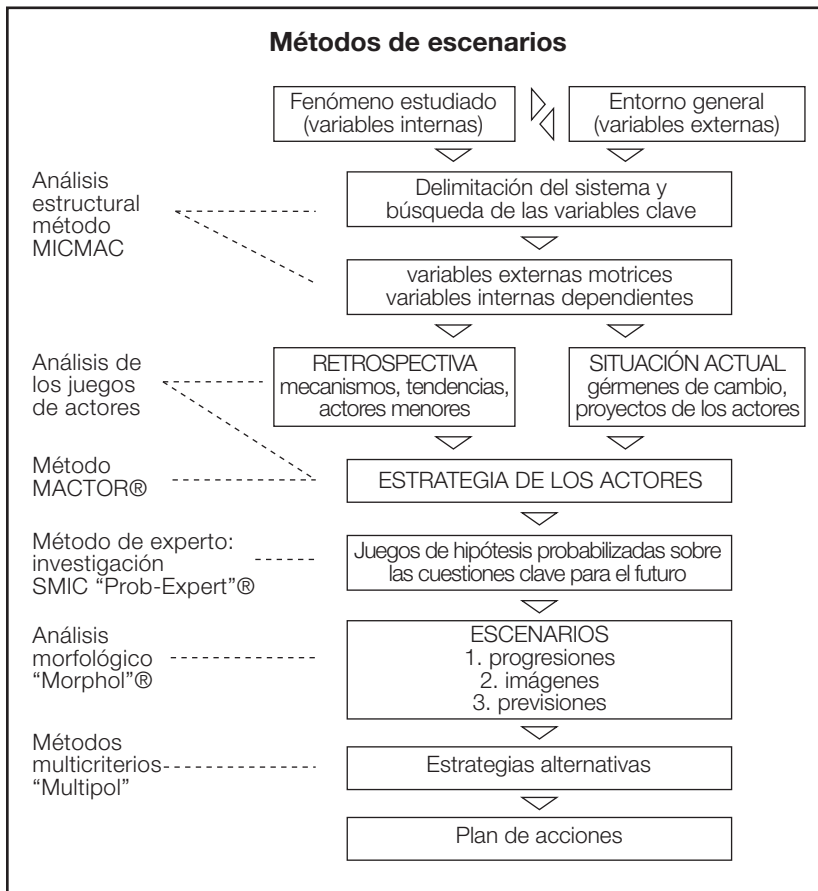 Métodos de escenarios
Fenómeno estudiado
(variables internas)
Entorno general
(variables externas)
Análisis
estructural
método
MICMAC
Delimitación del sistema y
búsqueda de las variables clave
variables externas motrices
variables internas dependientes
Análisis de
los juegos
de actores
RETROSPECTIVA
mecanismos, tendencias,
actores menores
SITUACIÓN ACTUAL
gérmenes de cambio,
proyectos de los actores
Método
MACTOR®
ESTRATEGIA DE LOS ACTORES
Método de experto:
investigación
SMIC “Prob-Expert”®
Juegos de hipótesis probabilizadas sobre
las cuestiones clave para el futuro
Análisis
morfológico
“Morphol”®
ESCENARIOS
1. progresiones
2. imágenes
3. previsiones
Métodos
multicriterios
“Multipol”
Estrategias alternativas
Plan de acciones